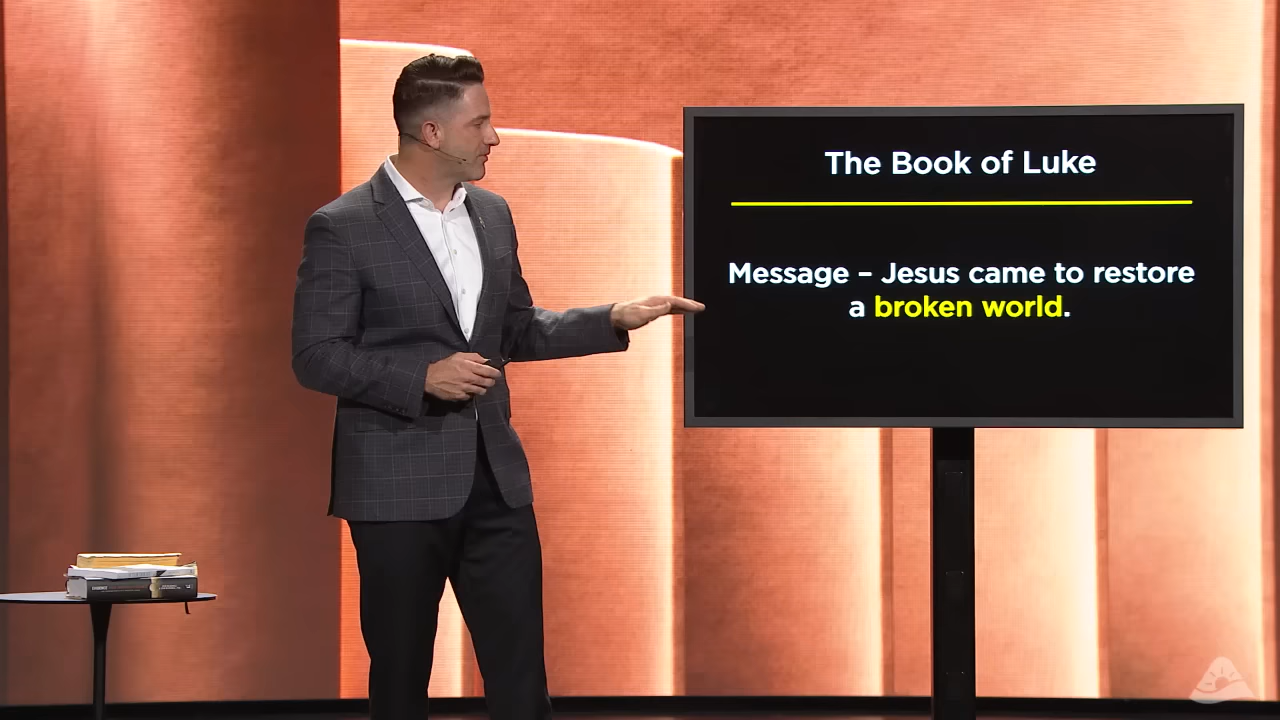 The Book of Luke
Message – Jesus came to restore
a broken world.